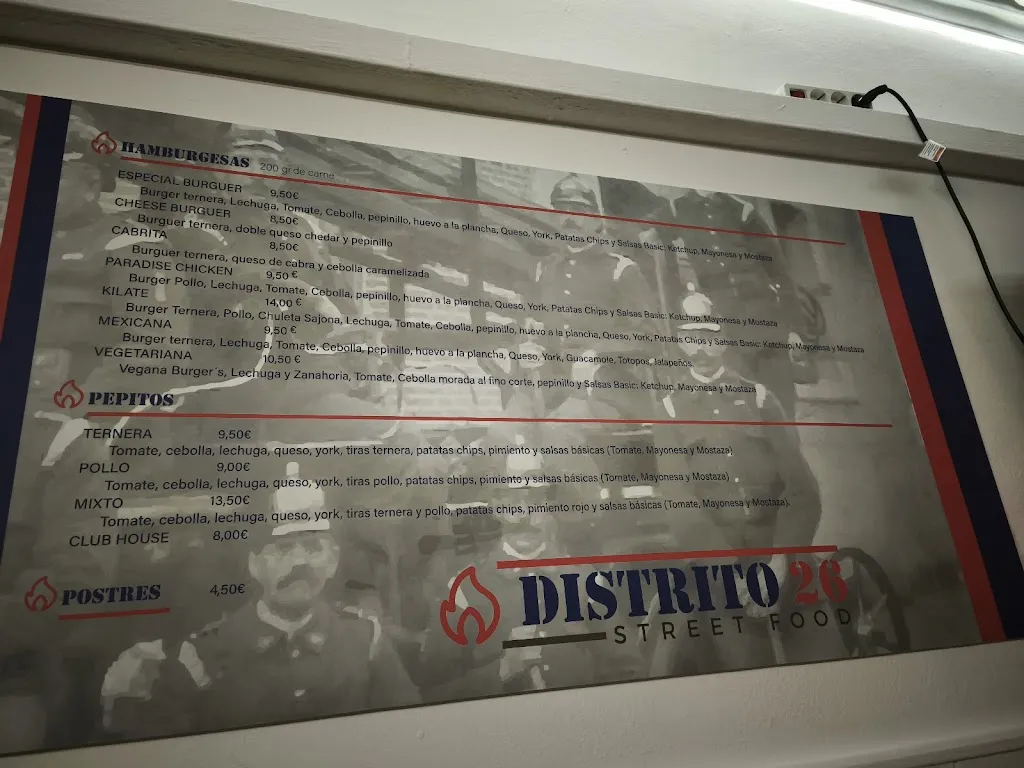 HAMBURGESAS 200 gr de carne
ESPECIAL BURGUER 9,50€
Burger ternera, Lechuga, Tomate, Cebolla, pepinillo, huevo a la plancha, Queso, York, Patatas Chips y Salsas Basic: Ketchup, Mayonesa y Mostaza
CHEESE BURGUER 8,50€
Burguer ternera, doble queso chedar y pepinillo
CABRITA 8,50€
Burguer ternera, queso de cabra y cebolla caramelizada
PARADISE CHICKEN 9,50 €
Burger Pollo, Lechuga, Tomate, Cebolla, pepinillo, huevo a la plancha, Queso, York, Patatas Chips y Salsas Basic: Ketchup, Mayonesa y Mostaza
KILATE 14,00 €
Burger Ternera, Pollo, Chuleta Sajona, Lechuga, Tomate, Cebolla, pepinillo, huevo a la plancha, Queso, York, Patatas Chips y Salsas Basic: Ketchup, Mayonesa y Mostaza
MEXICANA 9,50 €
Burger ternera, Lechuga, Tomate, Cebolla, pepinillo, huevo a la plancha, Queso, York, Guacamole, Totopos, Jalapeños.
VEGETARIANA 10,50 €
Vegana Burger´s, Lechuga y Zanahoria, Tomate, Cebolla morada al fino corte, pepinillo y Salsas Basic: Ketchup, Mayonesa y Mostaza
PEPITOS
TERNERA 9,50€
Tomate, cebolla, lechuga, queso, york, tiras ternera, patatas chips, pimiento y salsas básicas (Tomate, Mayonesa y Mostaza)
POLLO 9,00€
Tomate, cebolla, lechuga, queso, york, tiras pollo, patatas chips, pimiento y salsas básicas (Tomate, Mayonesa y Mostaza)
MIXTO 13,50€
Tomate, cebolla, lechuga, queso, york, tiras ternera y pollo, patatas chips, pimiento rojo y salsas básicas (Tomate, Mayonesa y Mostaza).
CLUB HOUSE 8,00€
POSTRES 4,50€
DISTRITO 26
STREET FOOD